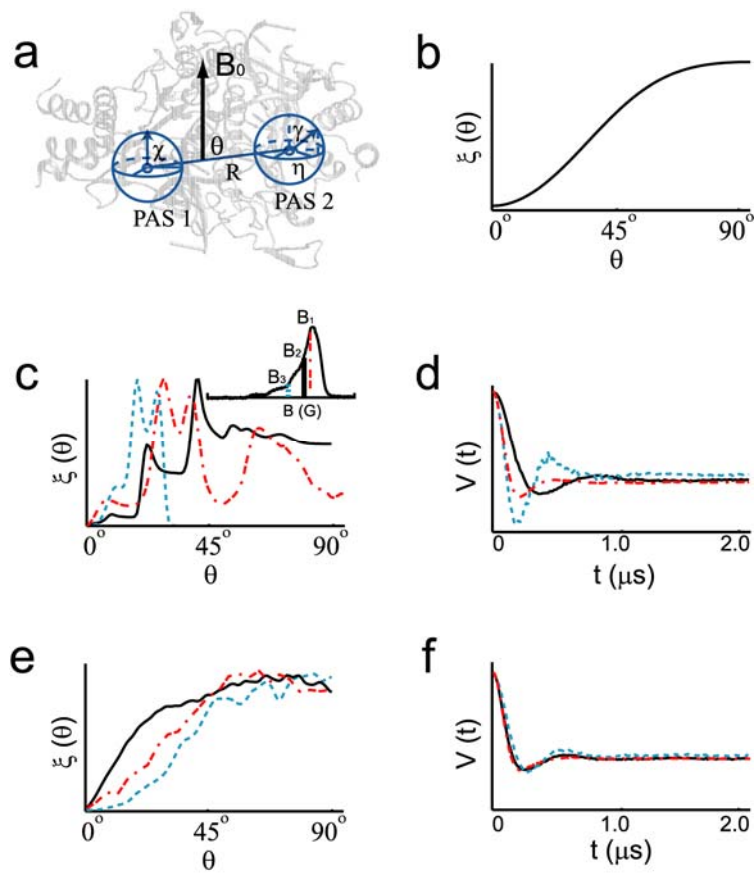 a
B₀
χ
θ
γ
R
η
PAS 1
PAS 2
b
ξ (θ)
0° 45° 90°
θ
c
B₁
B₂
B₃
B (G)
ξ (θ)
0° 45° 90°
θ
d
V (t)
0 1.0 2.0
t (μs)
e
ξ (θ)
0° 45° 90°
θ
f
V (t)
0 1.0 2.0
t (μs)